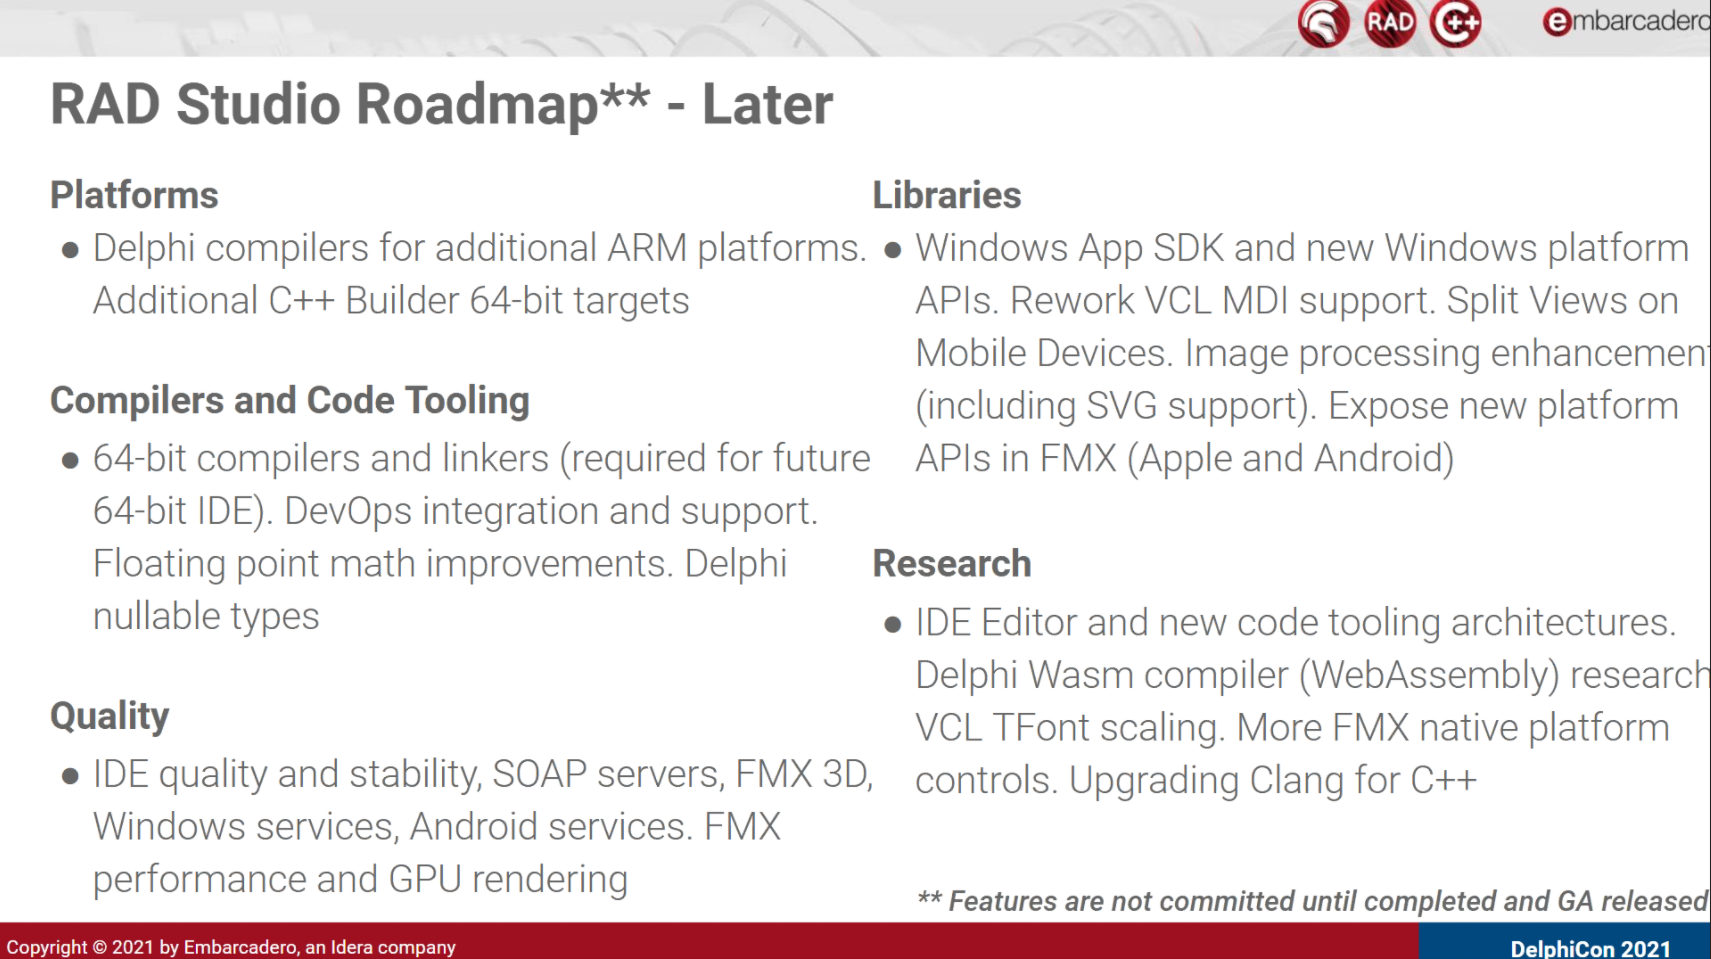 RAD
C++
embarcadero
RAD Studio Roadmap** - Later
Platforms
● Delphi compilers for additional ARM platforms.
Additional C++ Builder 64-bit targets
Compilers and Code Tooling
● 64-bit compilers and linkers (required for future
64-bit IDE). DevOps integration and support.
Floating point math improvements. Delphi
nullable types
Quality
● IDE quality and stability, SOAP servers, FMX 3D,
Windows services, Android services. FMX
performance and GPU rendering
Libraries
● Windows App SDK and new Windows platform
APIs. Rework VCL MDI support. Split Views on
Mobile Devices. Image processing enhancement
(including SVG support). Expose new platform
APIs in FMX (Apple and Android)
Research
● IDE Editor and new code tooling architectures.
Delphi Wasm compiler (WebAssembly) research
VCL TFont scaling. More FMX native platform
controls. Upgrading Clang for C++
** Features are not committed until completed and GA released
Copyright © 2021 by Embarcadero, an Idera company
DelphiCon 2021